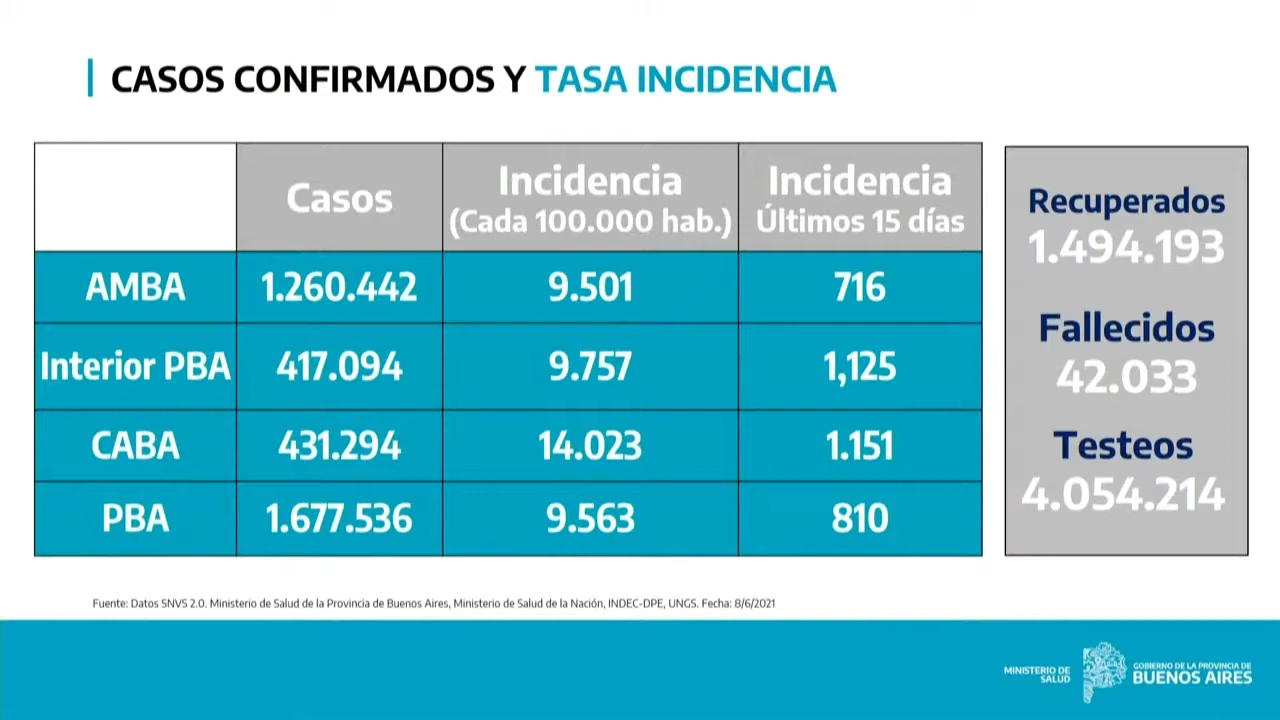 CASOS CONFIRMADOS Y TASA INCIDENCIA
Casos
Incidencia
(Cada 100.000 hab.)
Incidencia
Últimos 15 días
AMBA 1.260.442 9.501 716
Interior PBA 417.094 9.757 1,125
CABA 431.294 14.023 1.151
PBA 1.677.536 9.563 810
Recuperados
1.494.193
Fallecidos
42.033
Testeos
4.054.214
Fuente: Datos SNVS 2.0. Ministerio de Salud de la Provincia de Buenos Aires, Ministerio de Salud de la Nación, INDEC-DPE, UNGS. Fecha: 8/6/2021
MINISTERIO DE
SALUD
GOBIERNO DE LA PROVINCIA DE
BUENOS AIRES